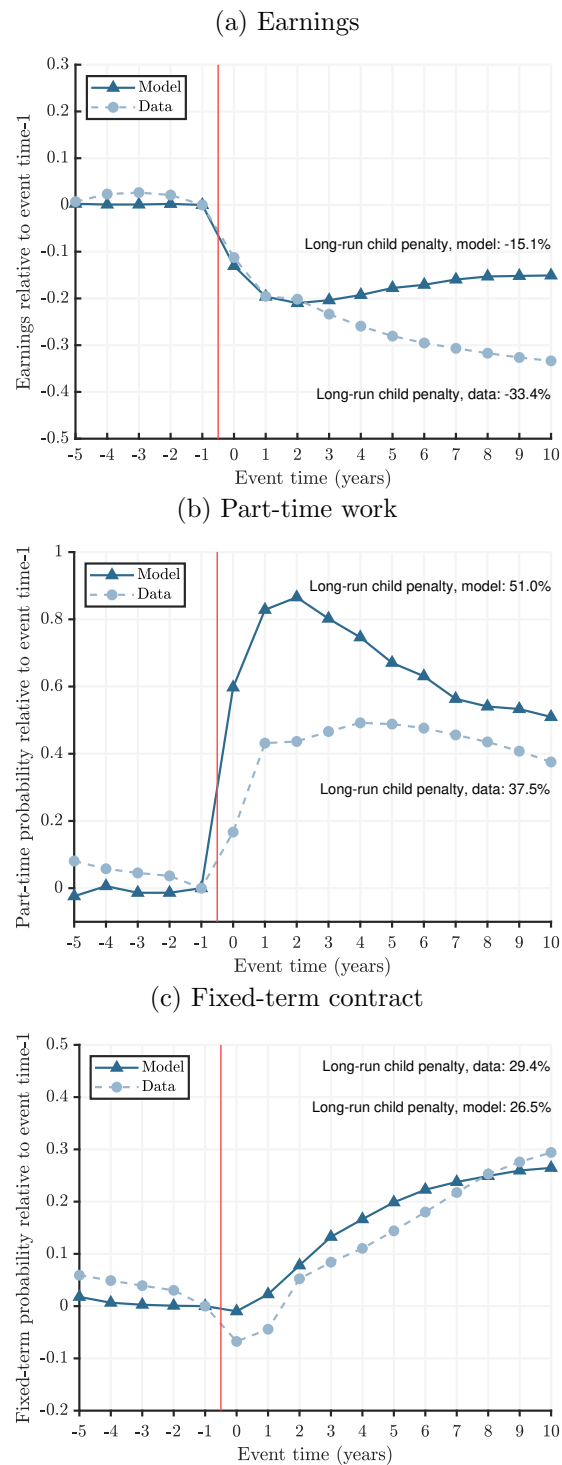 (a) Earnings
Earnings relative to event time-1
0.3
0.2
0.1
0
-0.1
-0.2
-0.3
-0.4
-0.5
Model
Data
Long-run child penalty, model: -15.1%
Long-run child penalty, data: -33.4%
-5 -4 -3 -2 -1 0 1 2 3 4 5 6 7 8 9 10
Event time (years)
(b) Part-time work
Part-time probability relative to event time-1
1
0.8
0.6
0.4
0.2
0
Model
Data
Long-run child penalty, model: 51.0%
Long-run child penalty, data: 37.5%
-5 -4 -3 -2 -1 0 1 2 3 4 5 6 7 8 9 10
Event time (years)
(c) Fixed-term contract
Fixed-term probability relative to event time-1
0.5
0.4
0.3
0.2
0.1
0
-0.1
-0.2
Model
Data
Long-run child penalty, data: 29.4%
Long-run child penalty, model: 26.5%
-5 -4 -3 -2 -1 0 1 2 3 4 5 6 7 8 9 10
Event time (years)